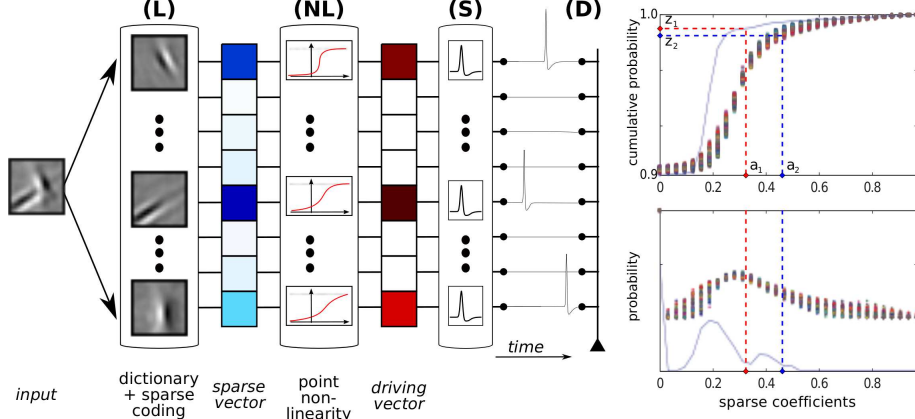 (L)
(NL)
(S)
(D)
input
dictionary
+ sparse
coding
sparse
vector
point
non-
linearity
driving
vector
time
cumulative probability
1.0
0.9
z1
z2
a1
a2
0 0.2 0.4 0.6 0.8
probability
0 0.2 0.4 0.6 0.8
sparse coefficients